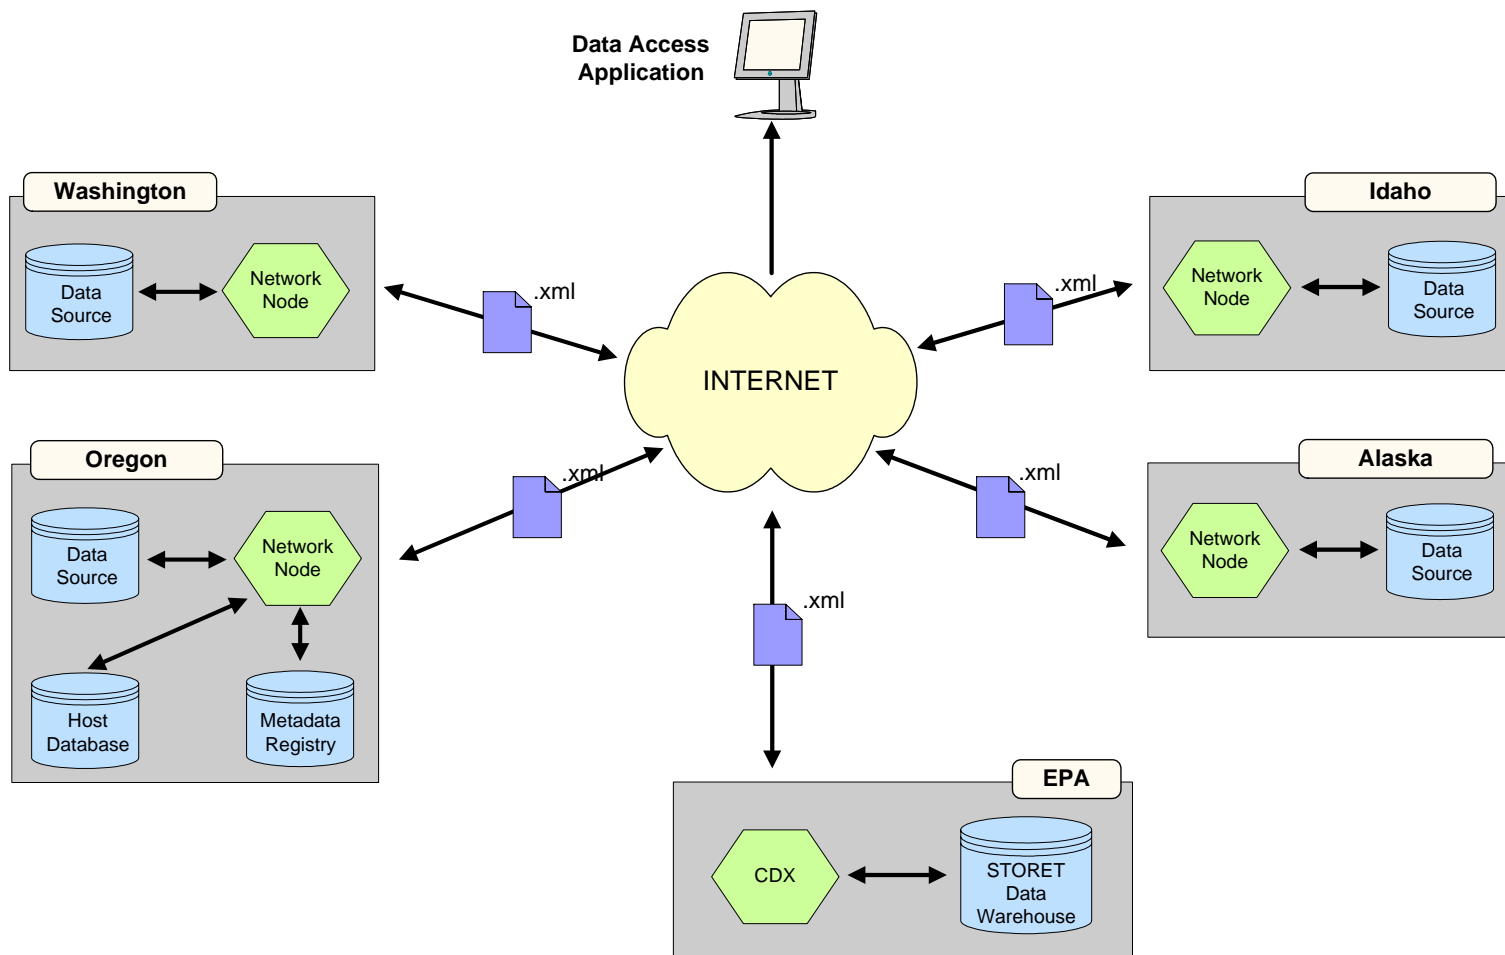 Data Access
Application
Washington
Data
Source
Network
Node
.xml
Idaho
Network
Node
Data
Source
.xml
INTERNET
Oregon
Data
Source
Network
Node
Host
Database
Metadata
Registry
.xml
Alaska
Network
Node
Data
Source
.xml
.xml
EPA
CDX
STORET
Data
Warehouse